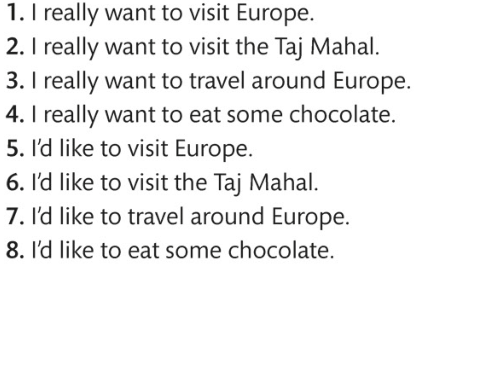 1. I really want to visit Europe.
2. I really want to visit the Taj Mahal.
3. I really want to travel around Europe.
4. I really want to eat some chocolate.
5. I'd like to visit Europe.
6. I'd like to visit the Taj Mahal.
7. I'd like to travel around Europe.
8. I'd like to eat some chocolate.